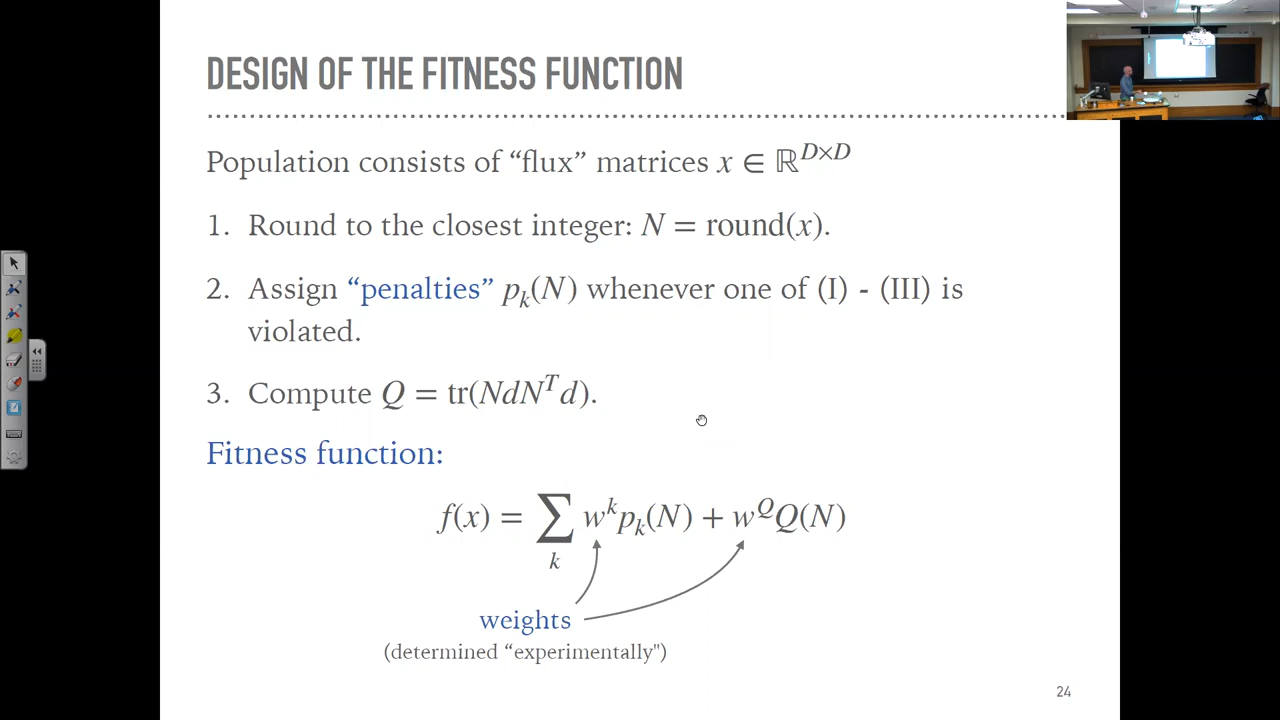 DESIGN OF THE FITNESS FUNCTION
Population consists of “flux” matrices x ∈ ℝ^{D×D}
1. Round to the closest integer: N = round(x).
2. Assign “penalties” p_k(N) whenever one of (I) - (III) is
violated.
3. Compute Q = tr(NdN^T d).
Fitness function:
f(x) = ∑_k w^k p_k(N) + w^Q Q(N)
weights
(determined “experimentally")
24